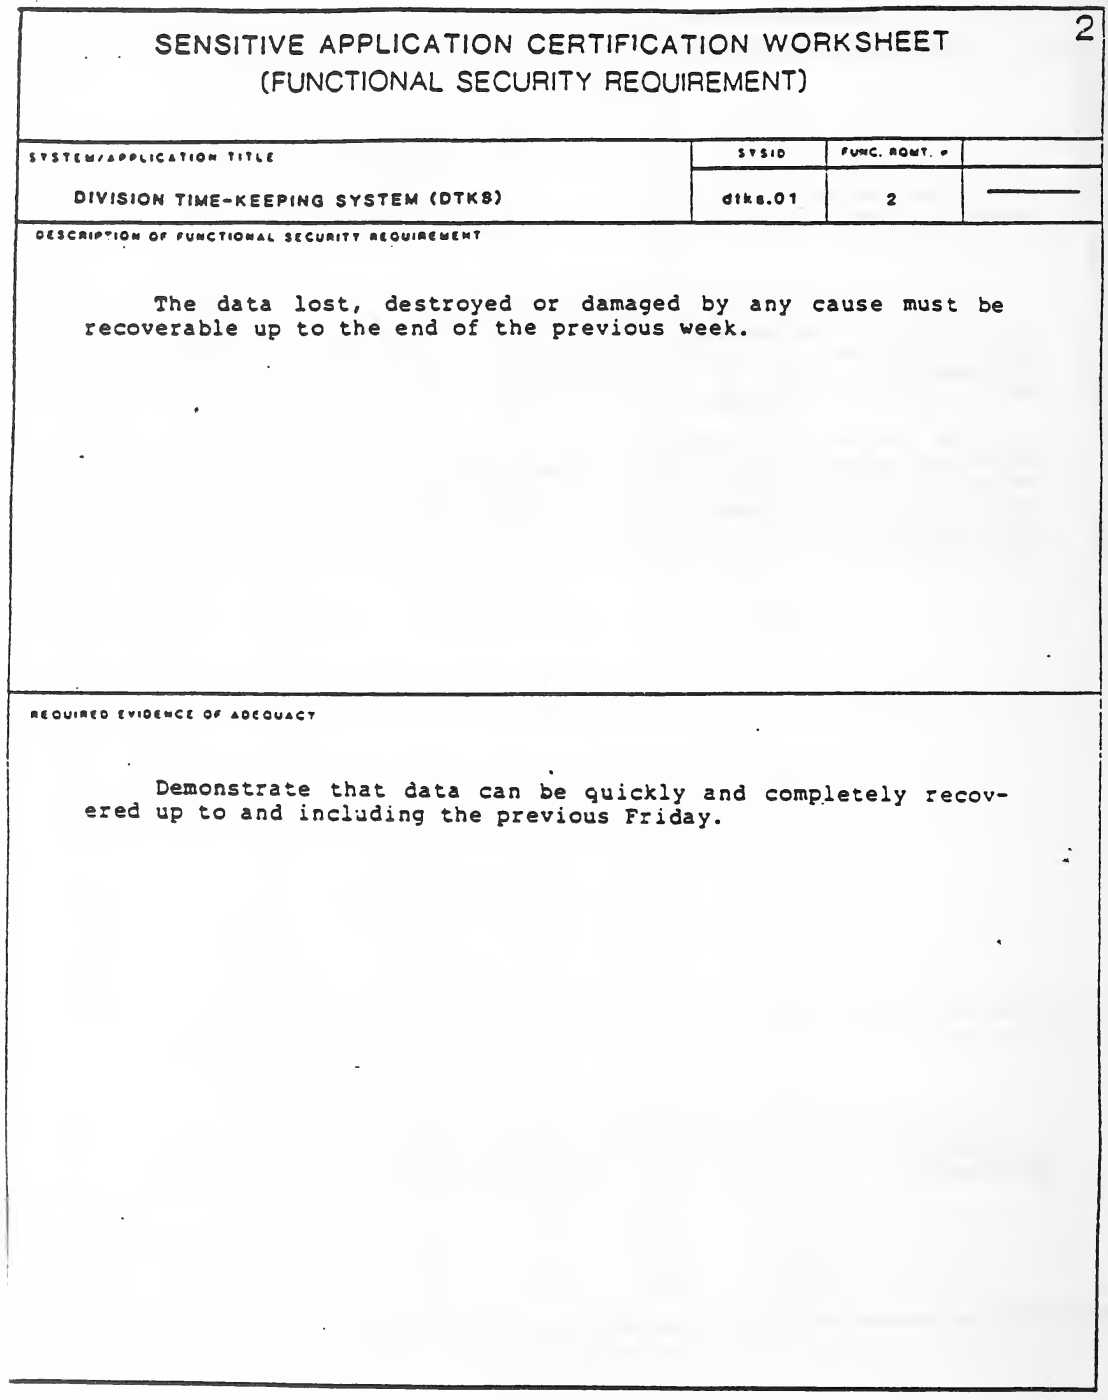 2
SENSITIVE APPLICATION CERTIFICATION WORKSHEET
(FUNCTIONAL SECURITY REQUIREMENT)
SYSTEM/APPLICATION TITLE
SYSID
FUNC. RQMT. #
DIVISION TIME-KEEPING SYSTEM (DTKS)
dtks.01
2
DESCRIPTION OF FUNCTIONAL SECURITY REQUIREMENT
The data lost, destroyed or damaged by any cause must be
recoverable up to the end of the previous week.
REQUIRED EVIDENCE OF ADEQUACY
Demonstrate that data can be quickly and completely recov-
ered up to and including the previous Friday.